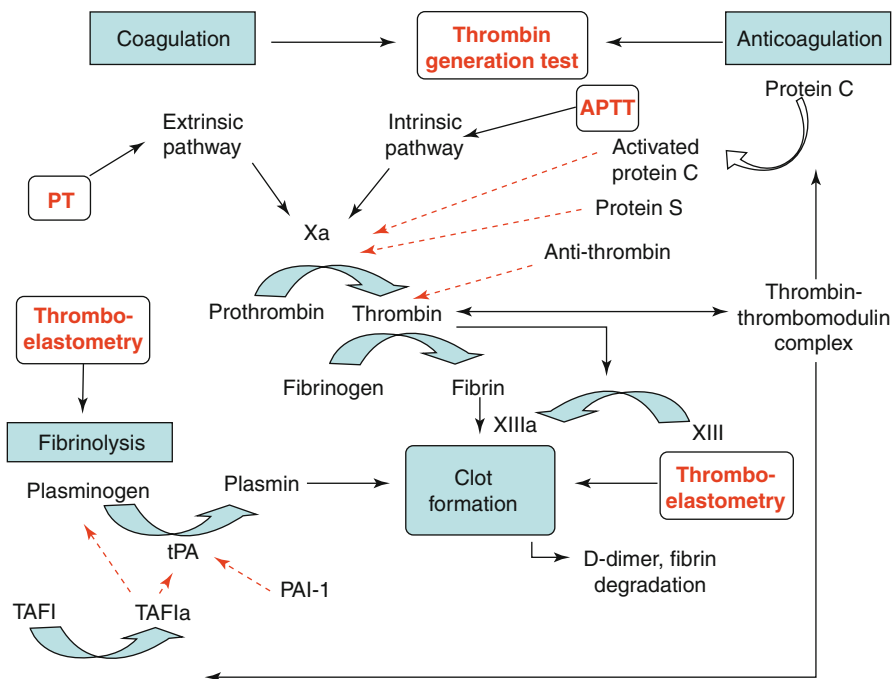 Coagulation
Thrombin
generation test
Anticoagulation
Protein C
APTT
Extrinsic
pathway
Intrinsic
pathway
Activated
protein C
PT
Protein S
Xa
Anti-thrombin
Prothrombin
Thrombin
Thrombin-
thrombomodulin
complex
Thrombo-
elastometry
Fibrinogen
Fibrin
XIIIa
XIII
Fibrinolysis
Clot
formation
Thrombo-
elastometry
Plasminogen
Plasmin
tPA
D-dimer, fibrin
degradation
PAI-1
TAFI
TAFIa